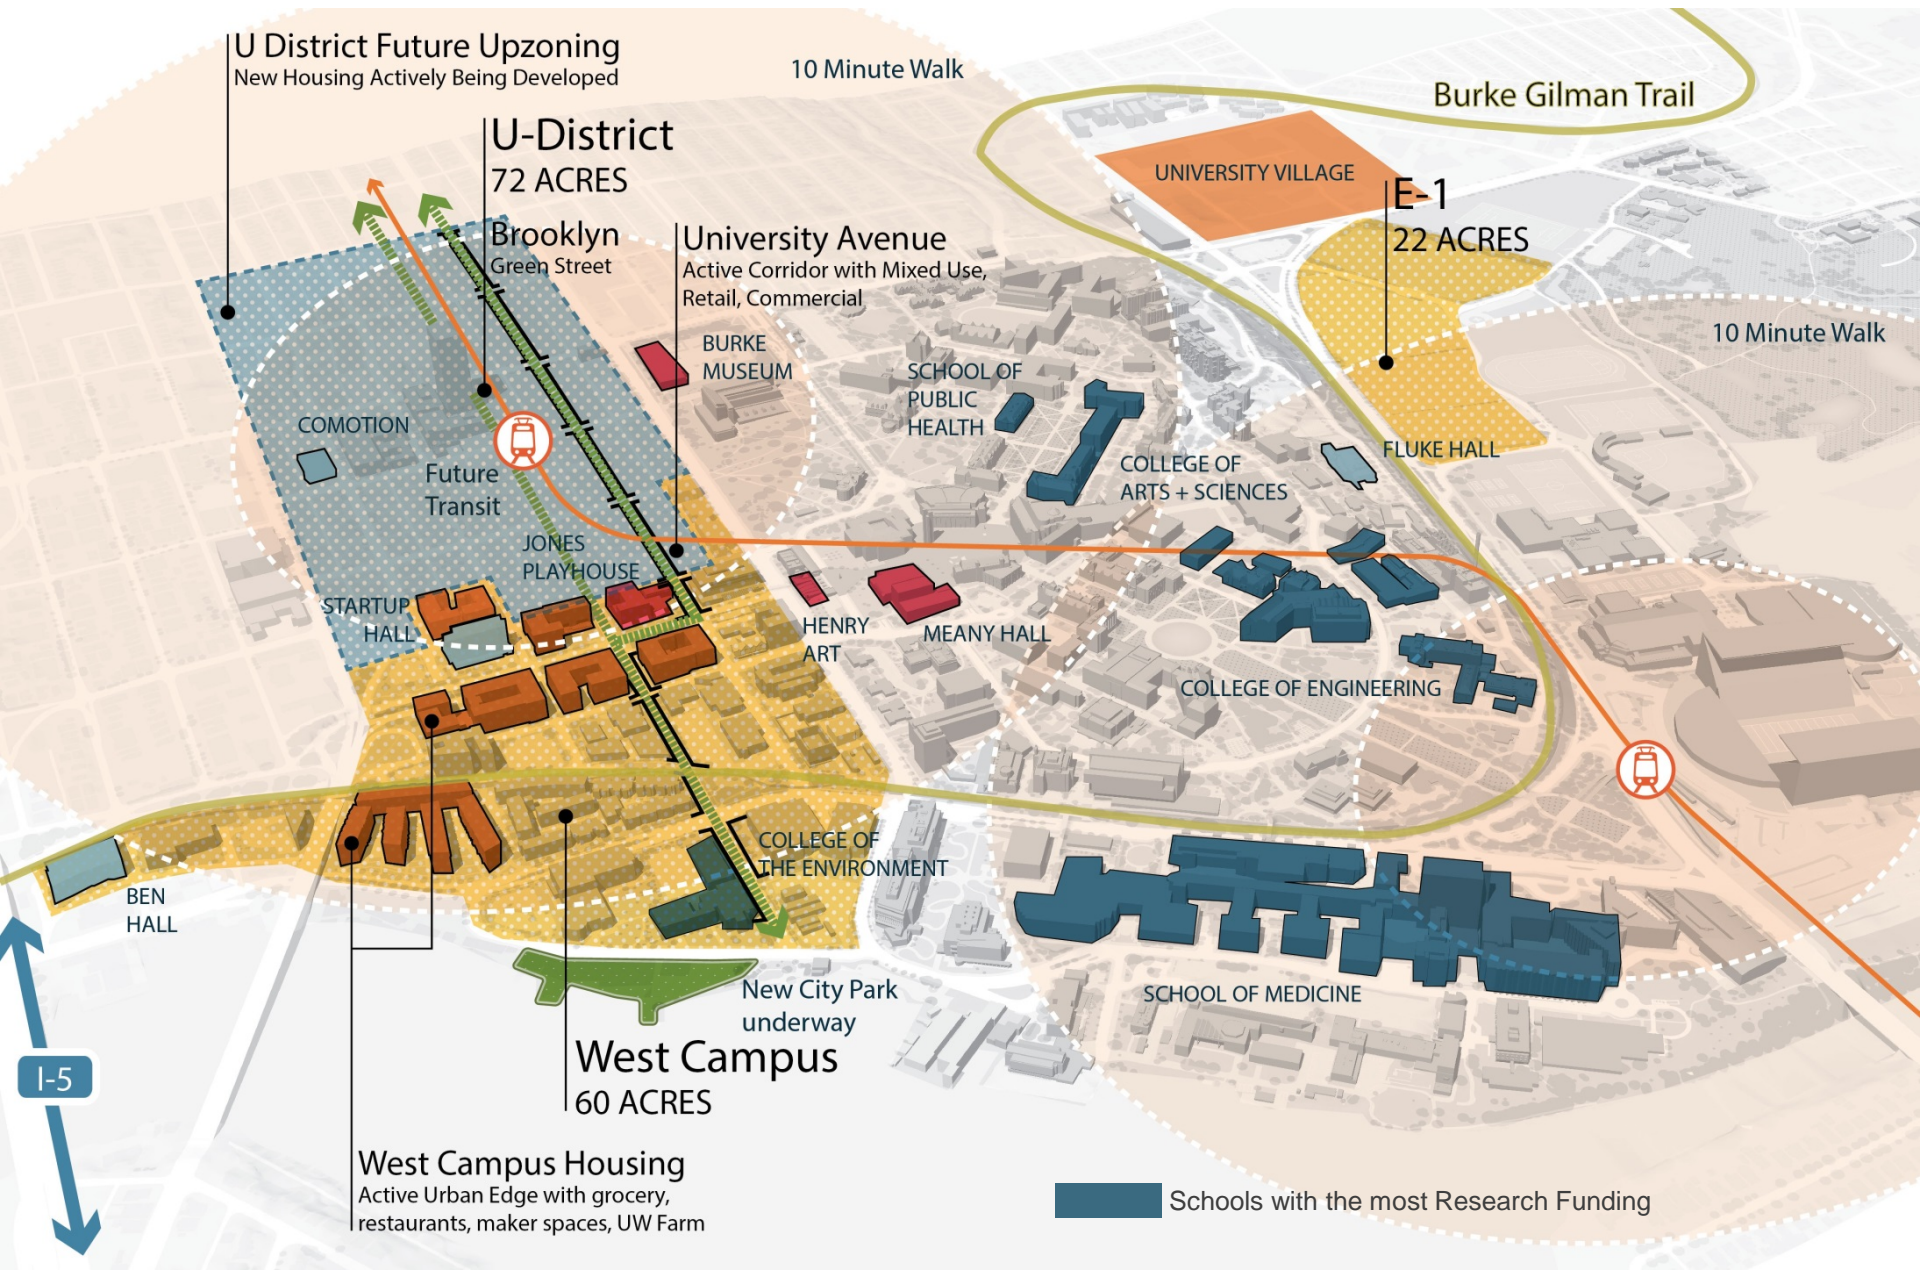 U District Future Upzoning
New Housing Actively Being Developed
10 Minute Walk
Burke Gilman Trail
U-District
72 ACRES
UNIVERSITY VILLAGE
E-1
22 ACRES
Brooklyn
Green Street
University Avenue
Active Corridor with Mixed Use,
Retail, Commercial
10 Minute Walk
BURKE
MUSEUM
SCHOOL OF
PUBLIC
HEALTH
COMOTION
Future
Transit
FLUKE HALL
COLLEGE OF
ARTS + SCIENCES
JONES
PLAYHOUSE
STARTUP
HALL
HENRY
ART
MEANY HALL
COLLEGE OF ENGINEERING
COLLEGE OF
THE ENVIRONMENT
BEN
HALL
New City Park
underway
SCHOOL OF MEDICINE
West Campus
60 ACRES
I-5
West Campus Housing
Active Urban Edge with grocery,
restaurants, maker spaces, UW Farm
Schools with the most Research Funding